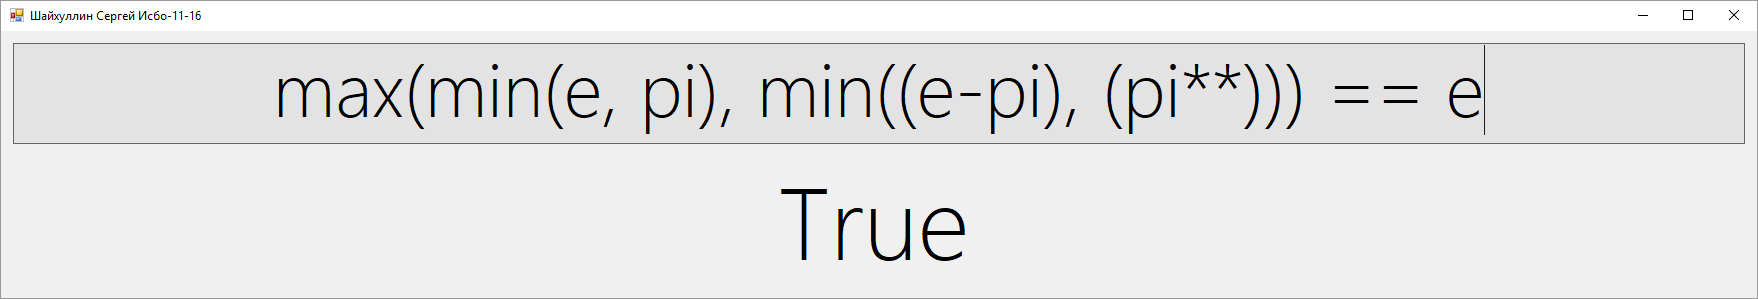 Шайхуллин Сергей Исбо-11-16
max(min(e, pi), min((e-pi), (pi**))) == e
True